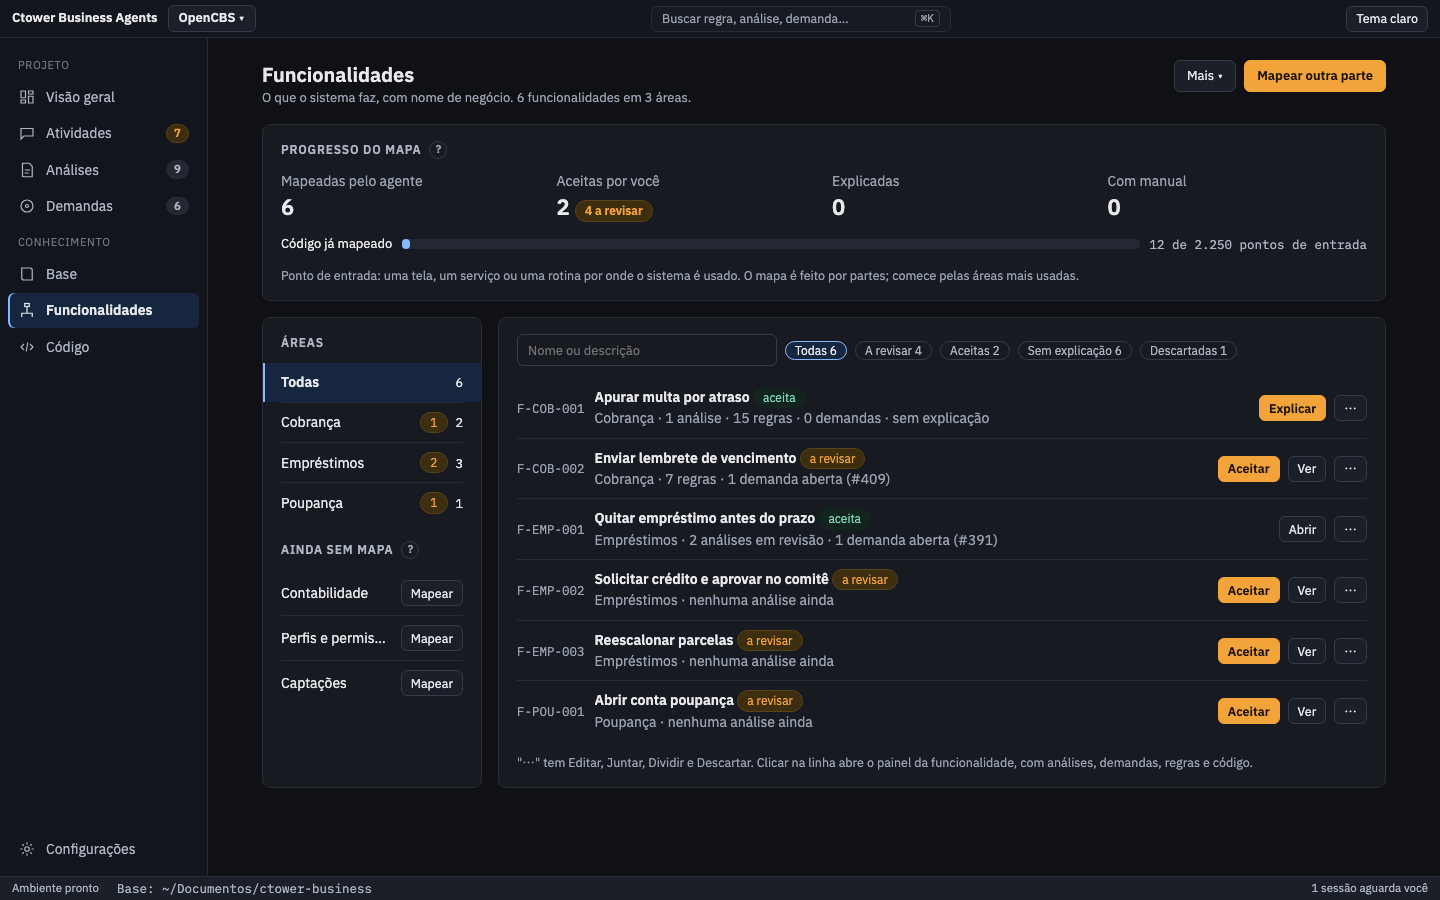 Ctower Business Agents
OpenCBS ▾
Buscar regra, análise, demanda...
⌘K
Tema claro
PROJETO
Visão geral
Atividades 7
Análises 9
Demandas 6
CONHECIMENTO
Base
Funcionalidades
Código
Configurações
Funcionalidades
O que o sistema faz, com nome de negócio. 6 funcionalidades em 3 áreas.
Mais ▾
Mapear outra parte
PROGRESSO DO MAPA ?
Mapeadas pelo agente
6
Aceitas por você
2 4 a revisar
Explicadas
0
Com manual
0
Código já mapeado 12 de 2.250 pontos de entrada
Ponto de entrada: uma tela, um serviço ou uma rotina por onde o sistema é usado. O mapa é feito por partes; comece pelas áreas mais usadas.
ÁREAS
Todas 6
Cobrança 1 2
Empréstimos 2 3
Poupança 1 1
AINDA SEM MAPA ?
Contabilidade Mapear
Perfis e permis... Mapear
Captações Mapear
Nome ou descrição
Todas 6
A revisar 4
Aceitas 2
Sem explicação 6
Descartadas 1
F-COB-001
Apurar multa por atraso aceita
Cobrança · 1 análise · 15 regras · 0 demandas · sem explicação
Explicar ···
F-COB-002
Enviar lembrete de vencimento a revisar
Cobrança · 7 regras · 1 demanda aberta (#409)
Aceitar Ver ···
F-EMP-001
Quitar empréstimo antes do prazo aceita
Empréstimos · 2 análises em revisão · 1 demanda aberta (#391)
Abrir ···
F-EMP-002
Solicitar crédito e aprovar no comitê a revisar
Empréstimos · nenhuma análise ainda
Aceitar Ver ···
F-EMP-003
Reescalonar parcelas a revisar
Empréstimos · nenhuma análise ainda
Aceitar Ver ···
F-POU-001
Abrir conta poupança a revisar
Poupança · nenhuma análise ainda
Aceitar Ver ···
"···" tem Editar, Juntar, Dividir e Descartar. Clicar na linha abre o painel da funcionalidade, com análises, demandas, regras e código.
Ambiente pronto
Base: ~/Documentos/ctower-business
1 sessão aguarda você